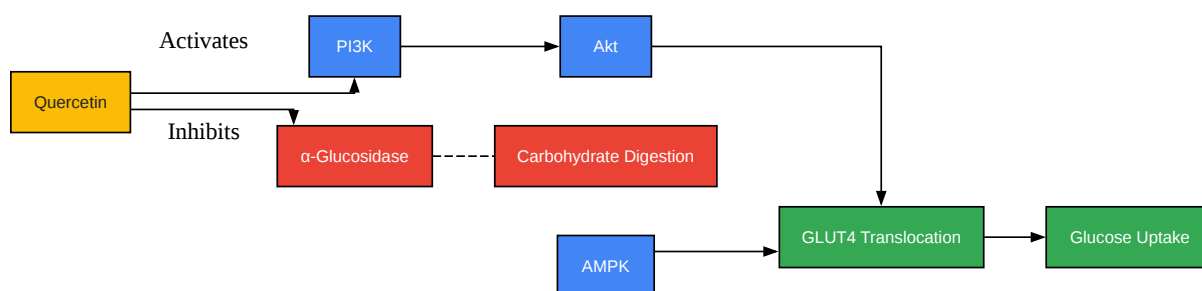 Activates
PI3K
Akt
Quercetin
Inhibits
α-Glucosidase
Carbohydrate Digestion
GLUT4 Translocation
Glucose Uptake
AMPK